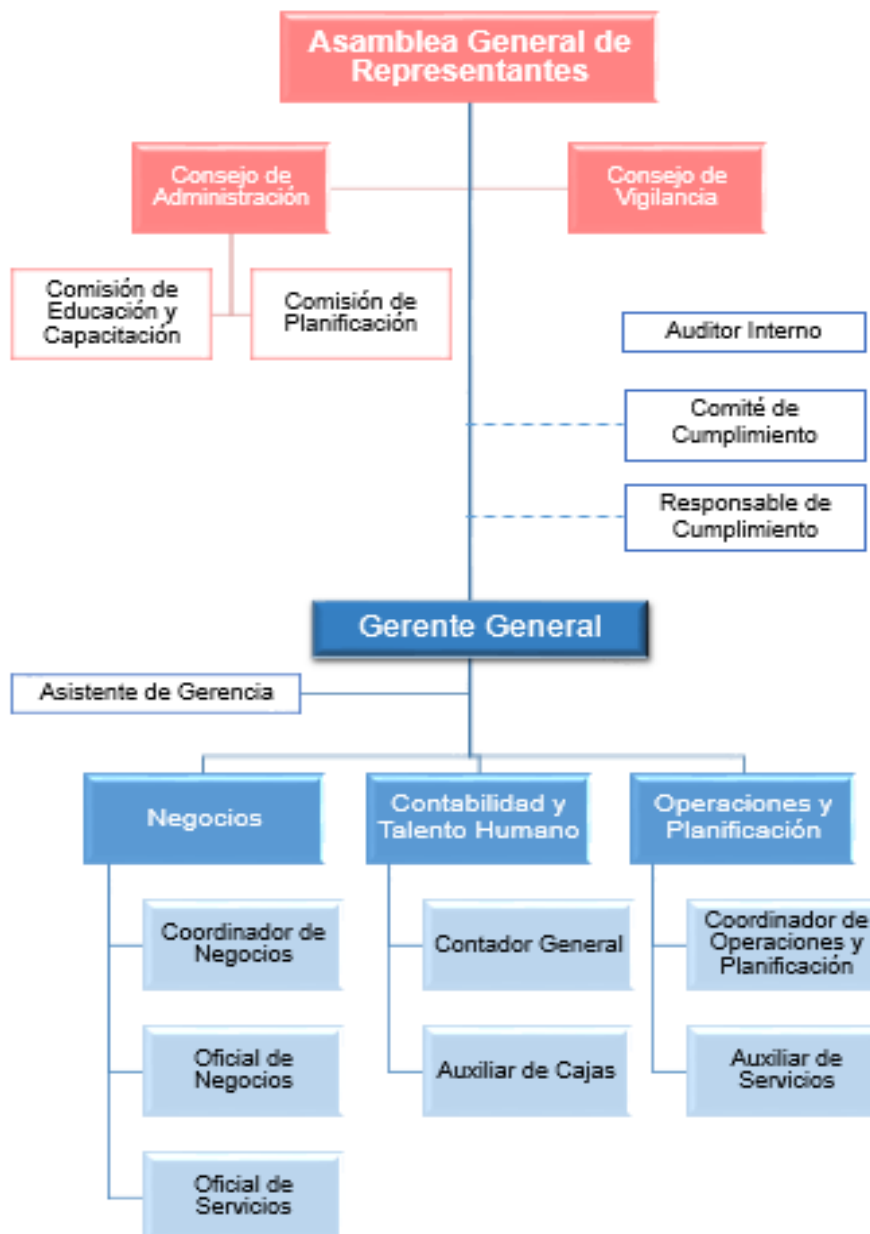 Asamblea General de
Representantes
Consejo de
Administración
Consejo de
Vigilancia
Comisión de
Educación y
Capacitación
Comisión de
Planificación
Auditor Interno
Comité de
Cumplimiento
Responsable de
Cumplimiento
Gerente General
Asistente de Gerencia
Negocios
Contabilidad y
Talento Humano
Operaciones y
Planificación
Coordinador de
Negocios
Contador General
Coordinador de
Operaciones y
Planificación
Oficial de
Negocios
Auxiliar de Cajas
Auxiliar de
Servicios
Oficial de
Servicios